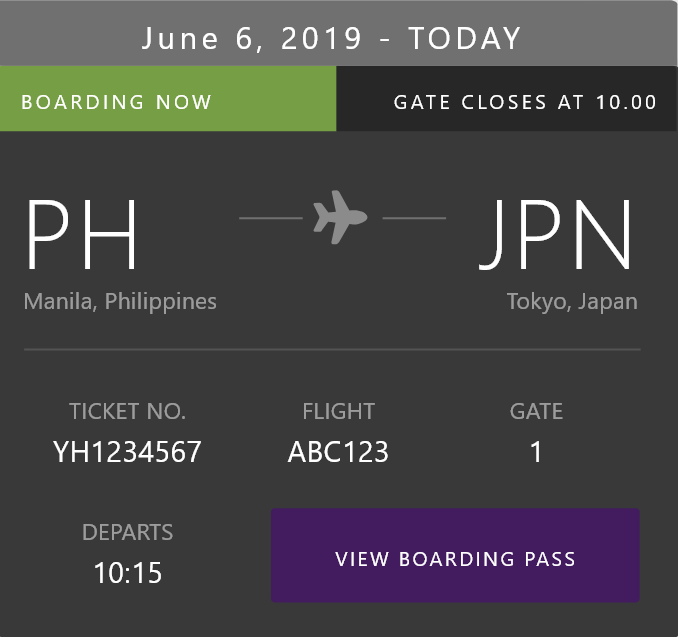 June 6, 2019 - TODAY
BOARDING NOW
GATE CLOSES AT 10.00
PH
JPN
Manila, Philippines
Tokyo, Japan
TICKET NO.
FLIGHT
GATE
YH1234567
ABC123
1
DEPARTS
10:15
VIEW BOARDING PASS